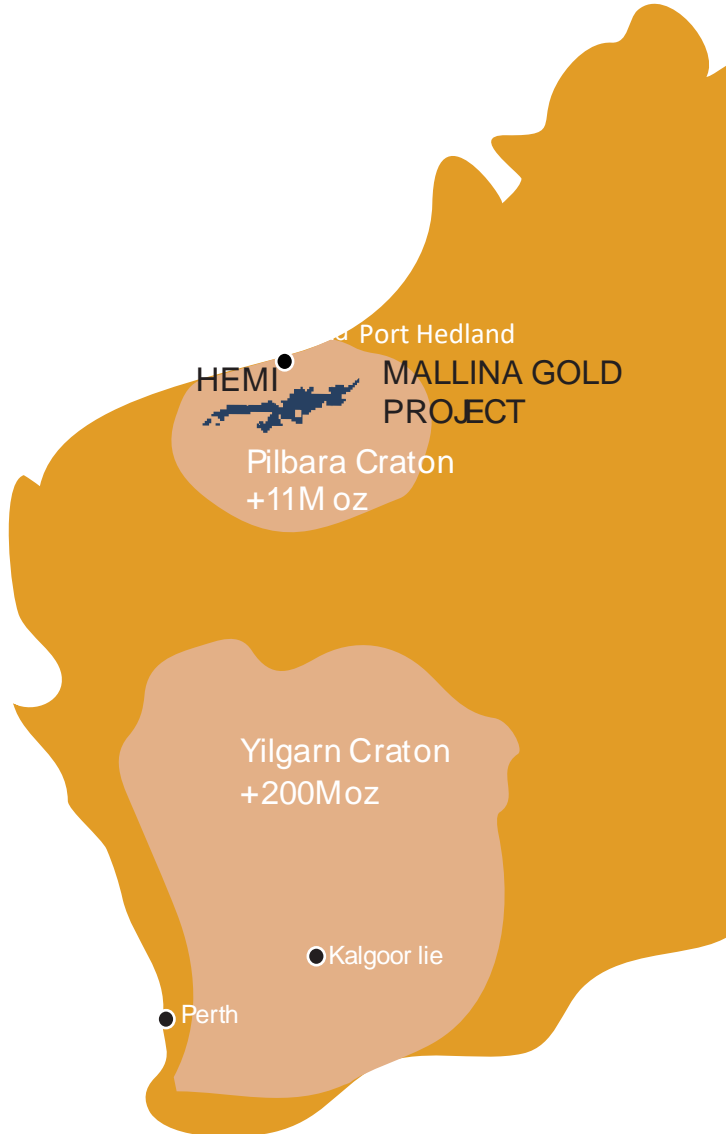 Port Hedland
HEMI
MALLINA GOLD
PROJECT
Pilbara Craton
+11M oz
Yilgarn Craton
+200Moz
Kalgoor lie
Perth